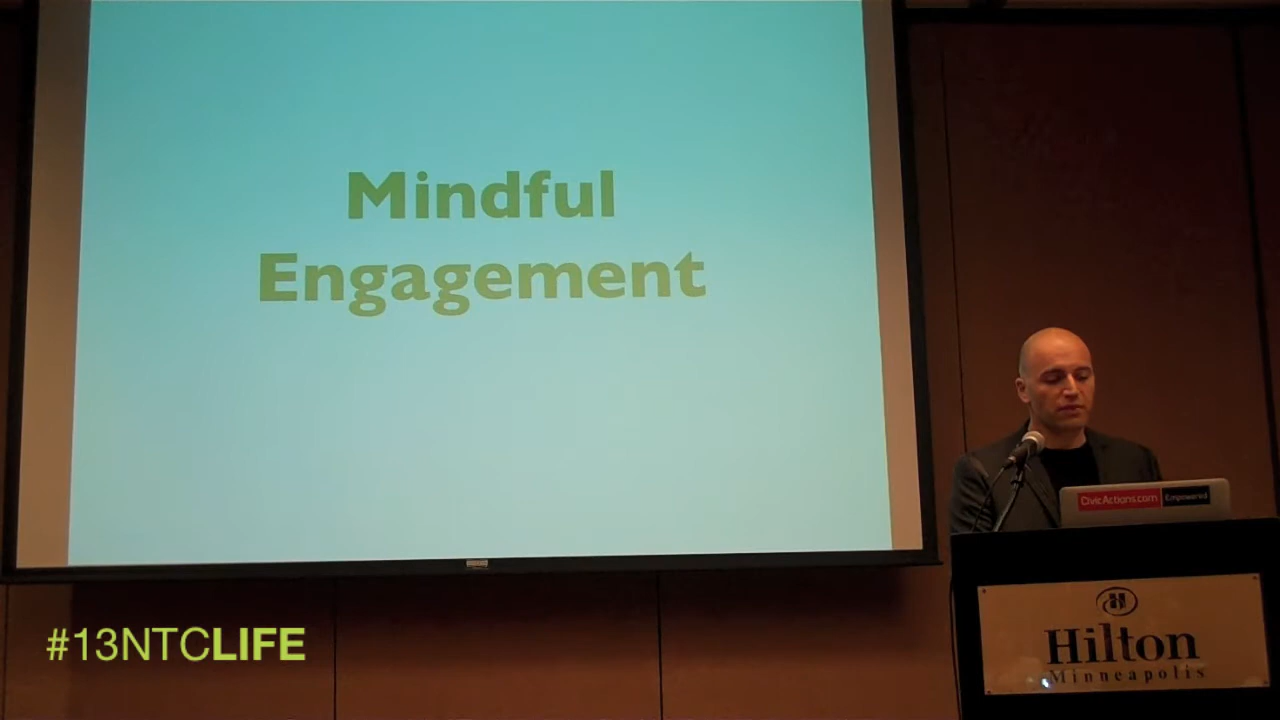 Mindful
Engagement
CivicActions.com Empowered
#13NTCLIFE
Hilton
Minneapolis